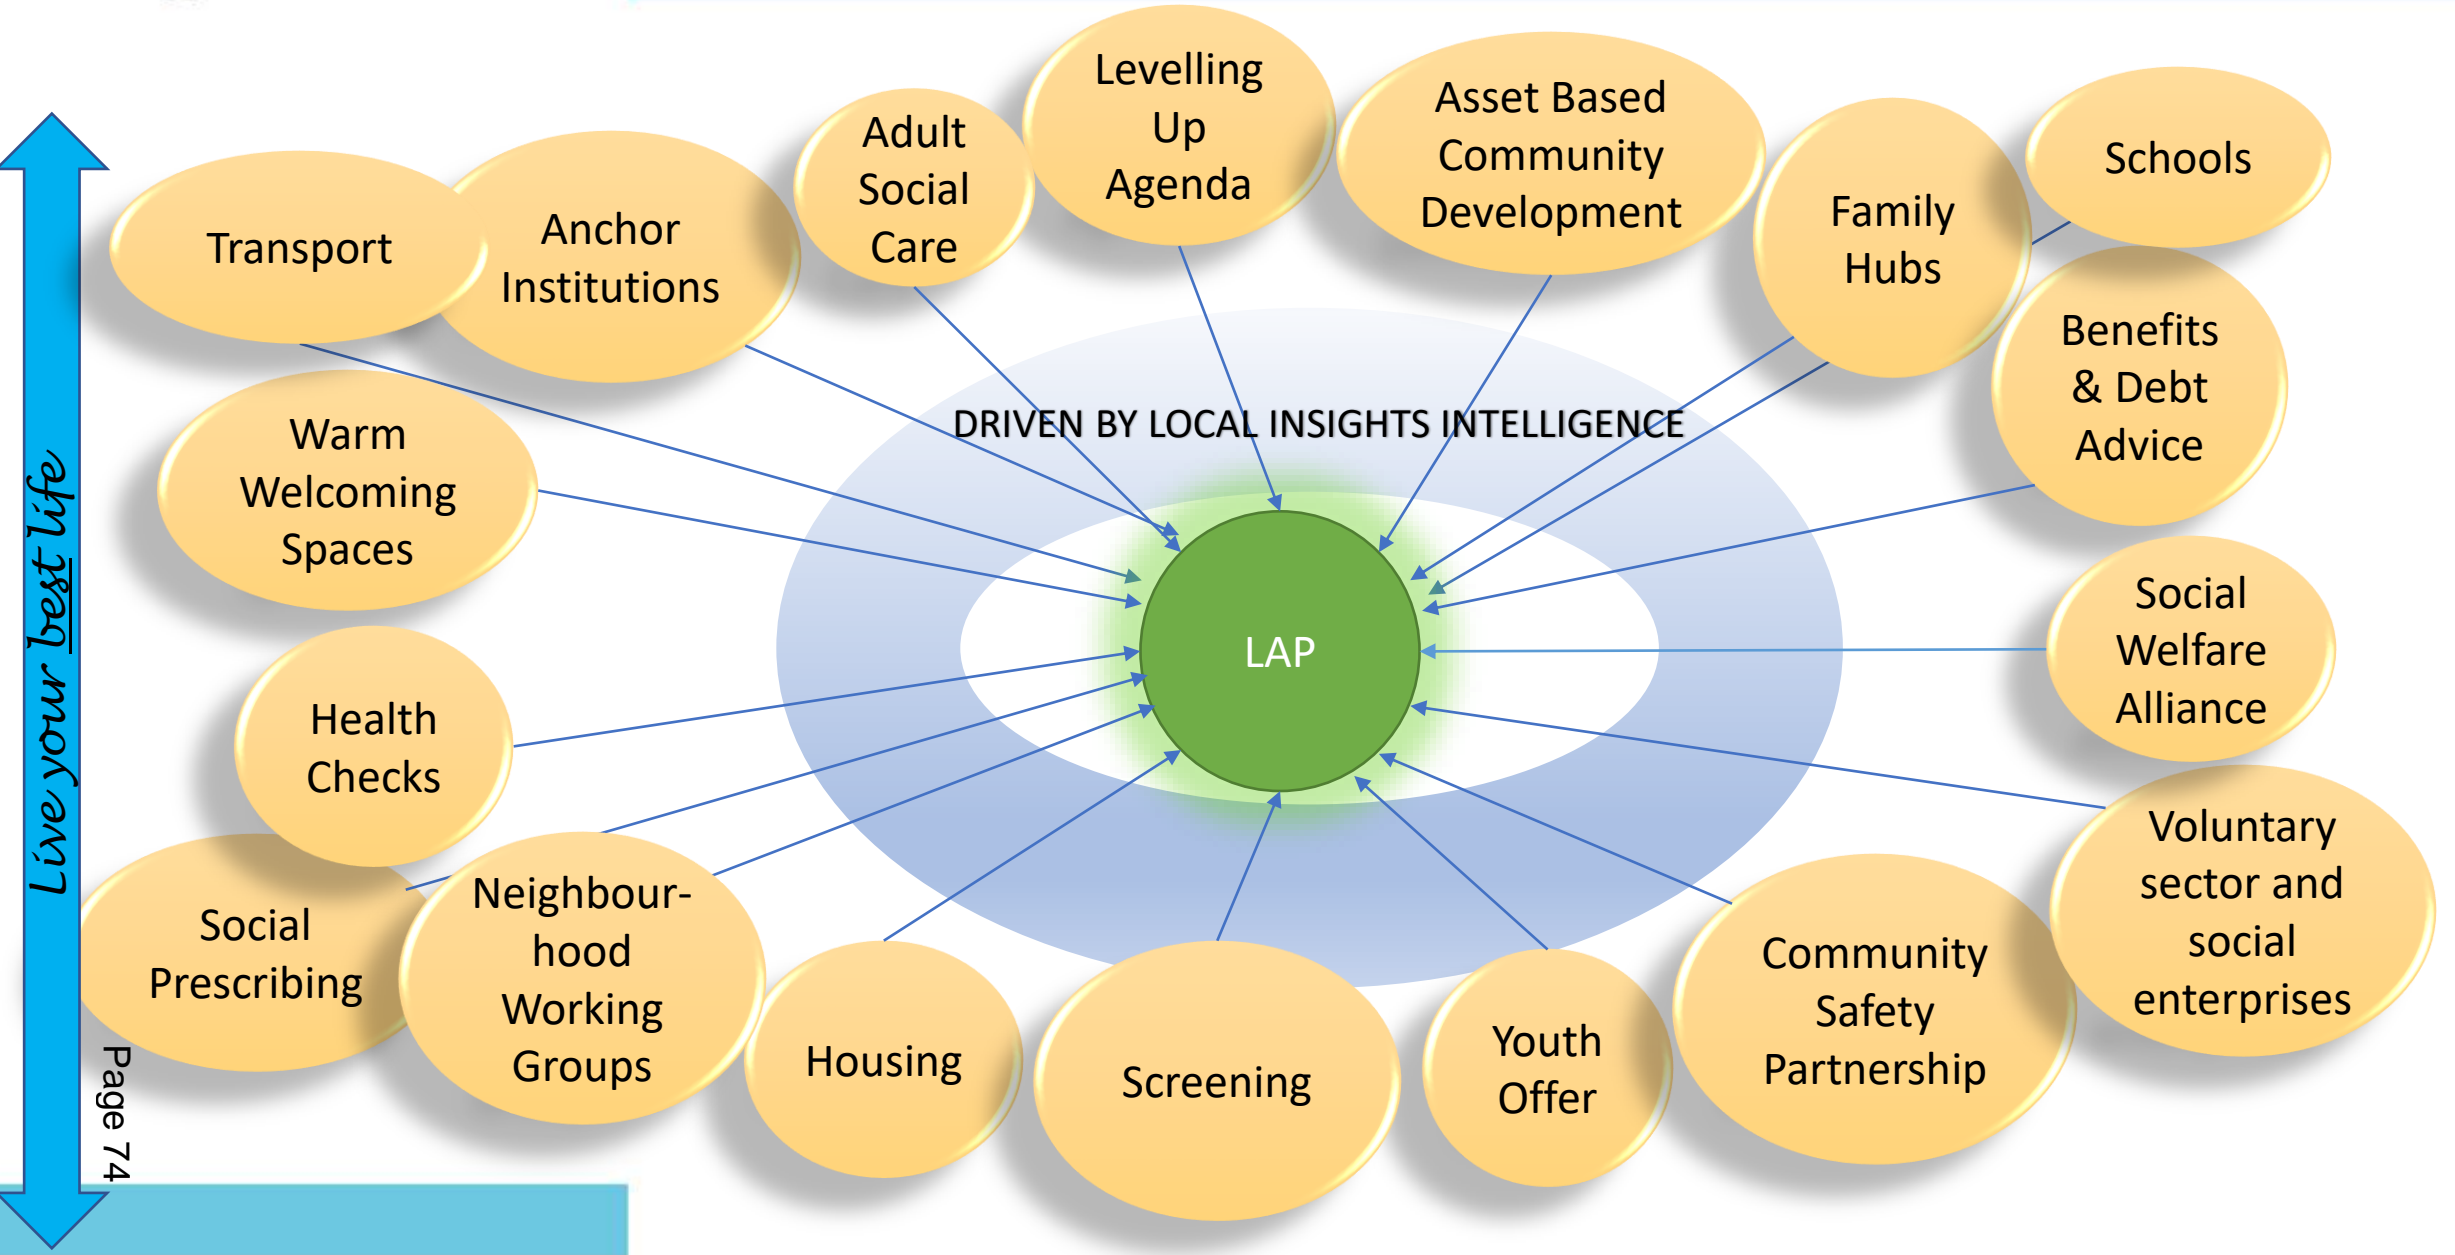 Levelling
Up
Agenda
Adult
Social
Care
Asset Based
Community
Development
Schools
Family
Hubs
Transport
Anchor
Institutions
Benefits
& Debt
Advice
DRIVEN BY LOCAL INSIGHTS INTELLIGENCE
Warm
Welcoming
Spaces
Live your best life
LAP
Social
Welfare
Alliance
Health
Checks
Voluntary
sector and
social
enterprises
Social
Prescribing
Neighbour-
hood
Working
Groups
Housing
Screening
Youth
Offer
Community
Safety
Partnership
Page 74